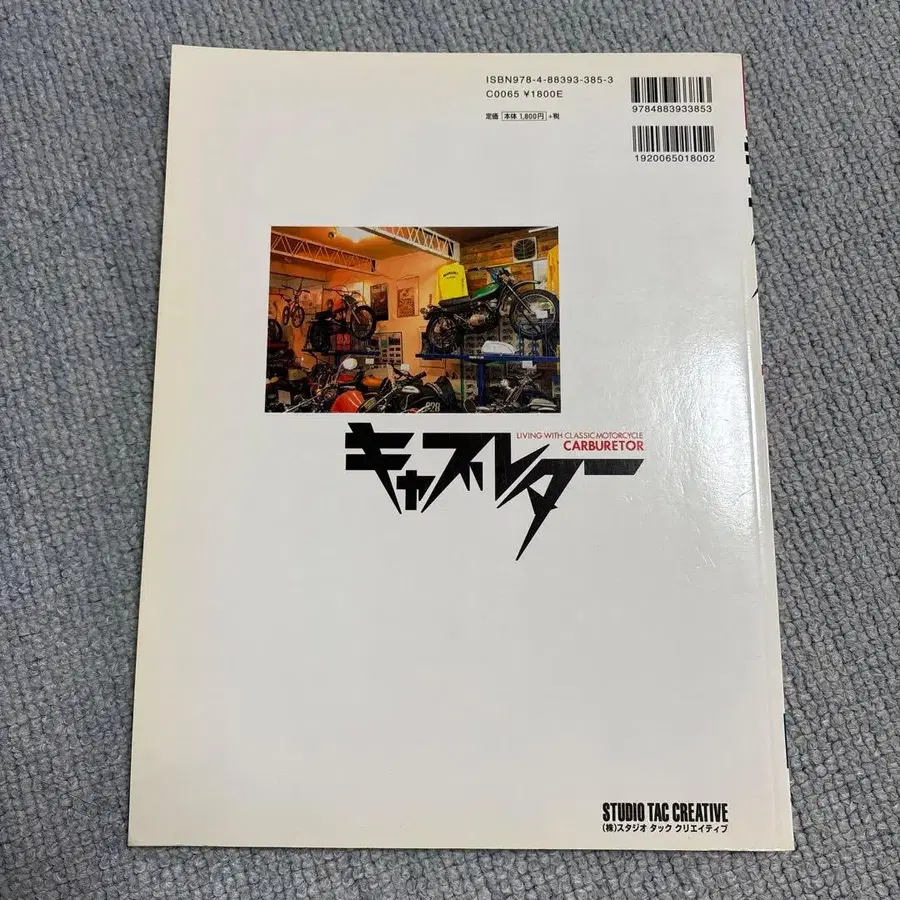 ISBN978-4-88393-385-3
C0065 ¥1800E
定価 本体 1,800円 +税
9784883933853
1920065018002
LIVING WITH CLASSIC MOTORCYCLE
CARBURETOR
キャブレター
STUDIO TAC CREATIVE
(株)スタジオ タック クリエイティブ